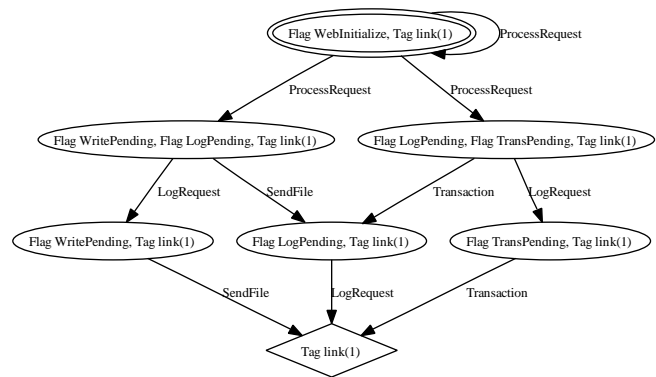 Flag WebInitialize, Tag link(1)
ProcessRequest
ProcessRequest
ProcessRequest
Flag WritePending, Flag LogPending, Tag link(1)
Flag LogPending, Flag TransPending, Tag link(1)
LogRequest
SendFile
Transaction
LogRequest
Flag WritePending, Tag link(1)
Flag LogPending, Tag link(1)
Flag TransPending, Tag link(1)
SendFile
LogRequest
Transaction
Tag link(1)